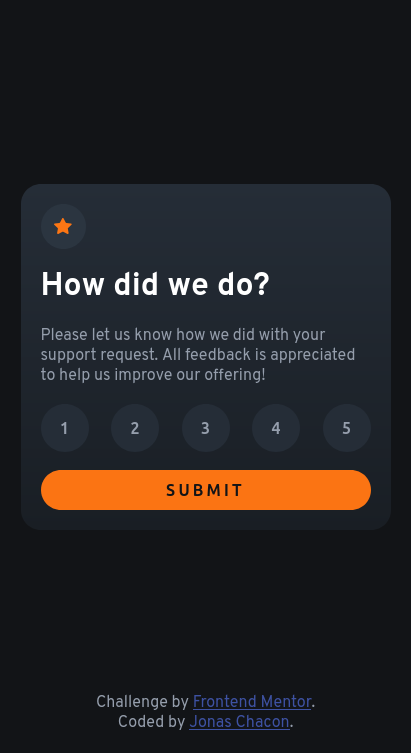 How did we do?
Please let us know how we did with your
support request. All feedback is appreciated
to help us improve our offering!
1 2 3 4 5
SUBMIT
Challenge by Frontend Mentor.
Coded by Jonas Chacon.